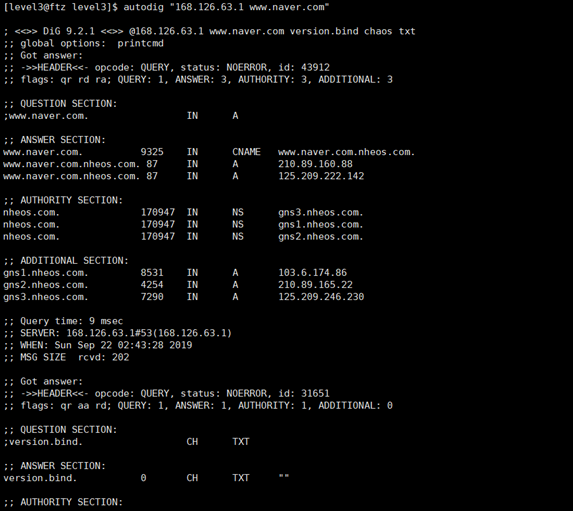 [level3@ftz level3]$ autodig "168.126.63.1 www.naver.com"
; <<>> DiG 9.2.1 <<>> @168.126.63.1 www.naver.com version.bind chaos txt
;; global options:  printcmd
;; Got answer:
;; ->>HEADER<<- opcode: QUERY, status: NOERROR, id: 43912
;; flags: qr rd ra; QUERY: 1, ANSWER: 3, AUTHORITY: 3, ADDITIONAL: 3
;; QUESTION SECTION:
;www.naver.com.                 IN      A
;; ANSWER SECTION:
www.naver.com.          9325    IN      CNAME   www.naver.com.nheos.com.
www.naver.com.nheos.com. 87     IN      A       210.89.160.88
www.naver.com.nheos.com. 87     IN      A       125.209.222.142
;; AUTHORITY SECTION:
nheos.com.              170947  IN      NS      gns3.nheos.com.
nheos.com.              170947  IN      NS      gns1.nheos.com.
nheos.com.              170947  IN      NS      gns2.nheos.com.
;; ADDITIONAL SECTION:
gns1.nheos.com.         8531    IN      A       103.6.174.86
gns2.nheos.com.         4254    IN      A       210.89.165.22
gns3.nheos.com.         7290    IN      A       125.209.246.230
;; Query time: 9 msec
;; SERVER: 168.126.63.1#53(168.126.63.1)
;; WHEN: Sun Sep 22 02:43:28 2019
;; MSG SIZE  rcvd: 202
;; Got answer:
;; ->>HEADER<<- opcode: QUERY, status: NOERROR, id: 31651
;; flags: qr aa rd; QUERY: 1, ANSWER: 1, AUTHORITY: 1, ADDITIONAL: 0
;; QUESTION SECTION:
;version.bind.                  CH      TXT
;; ANSWER SECTION:
version.bind.           0       CH      TXT     ""
;; AUTHORITY SECTION: